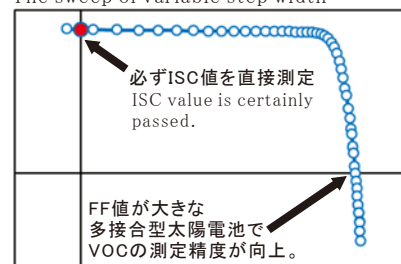 The sweep of variable step width
必ずISC値を直接測定
ISC value is certainly
passed.
FF値が大きな
多接合型太陽電池で
VOCの測定精度が向上。